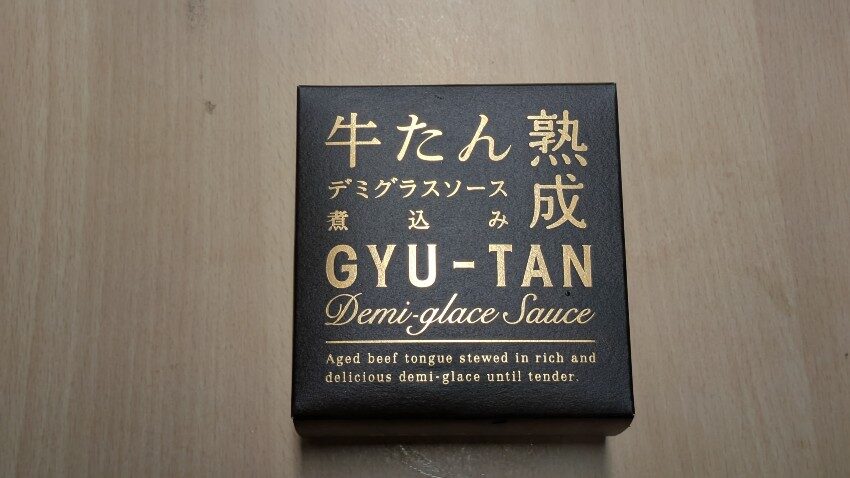 牛たん
熟成
デミグラスソース
煮込み
GYU-TAN
Demi-glace Sauce
Aged beef tongue stewed in rich and
delicious demi-glace until tender.